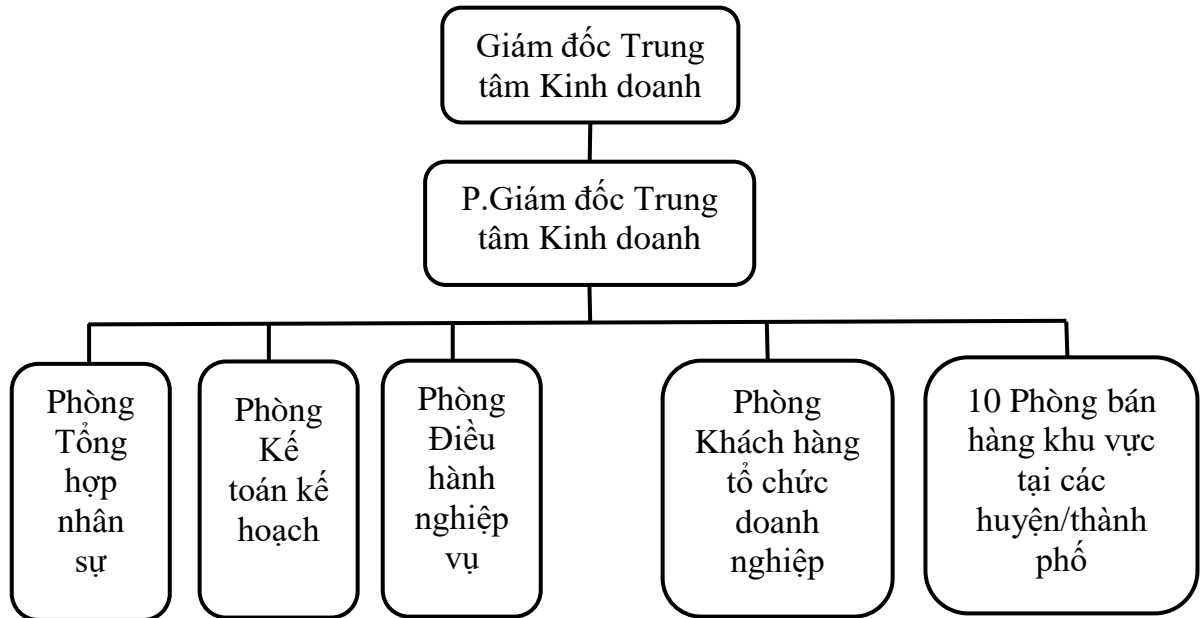 Giám đốc Trung
tâm Kinh doanh
P.Giám đốc Trung
tâm Kinh doanh
Phòng
Tổng
hợp
nhân
sự
Phòng
Kế
toán kế
hoạch
Phòng
Điều
hành
nghiệp
vụ
Phòng
Khách hàng
tổ chức
doanh
nghiệp
10 Phòng bán
hàng khu vực
tại các
huyện/thành
phố